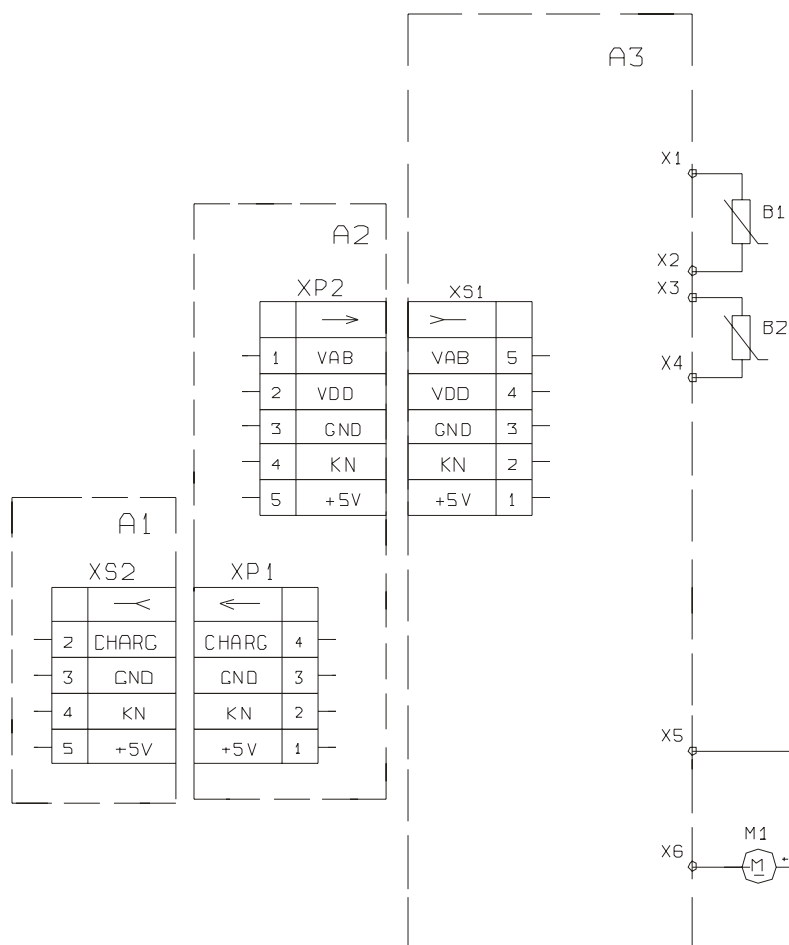 A3
X1
B1
A2
X2
XP2
XS1
X3
B2
1 VAB VAB 5
X4
2 VDD VDD 4
3 GND GND 3
4 KN KN 2
5 +5V +5V 1
A1
XS2 XP1
2 CHARG CHARG 4
3 GND GND 3
4 KN KN 2
5 +5V +5V 1
X5
M1
X6
M